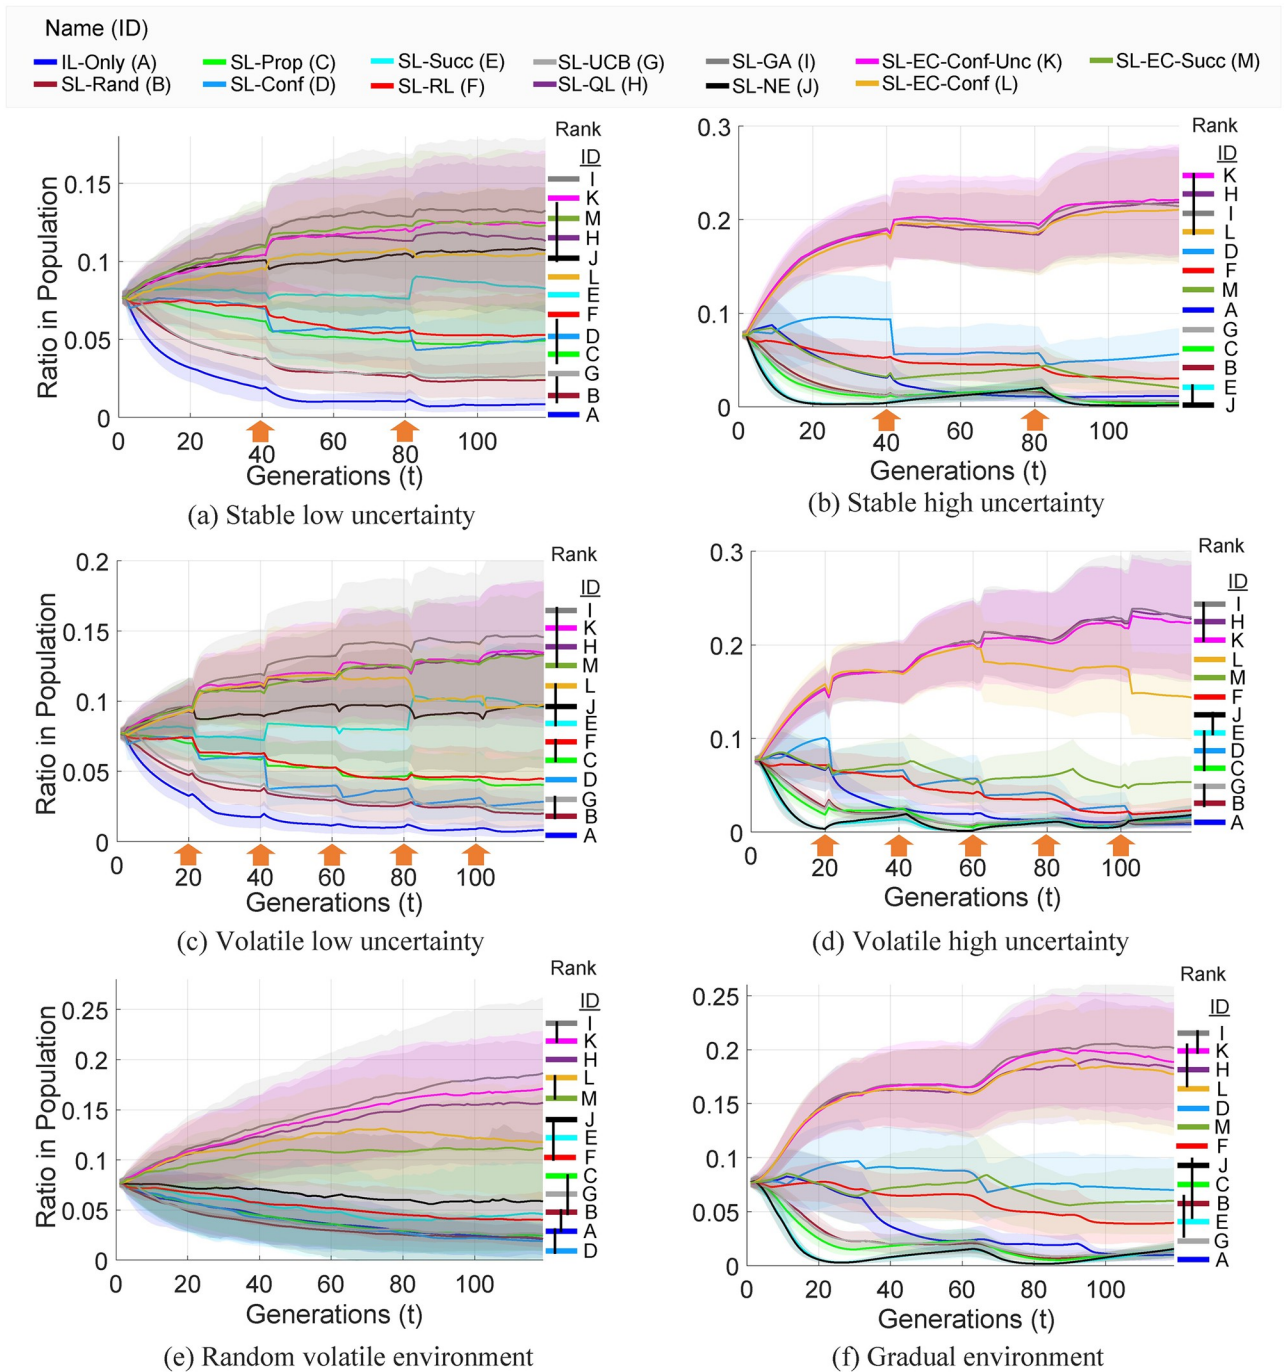 Name (ID)
IL-Only (A) SL-Prop (C) SL-Succ (E) SL-UCB (G) SL-GA (I) SL-EC-Conf-Unc (K) SL-EC-Succ (M)
SL-Rand (B) SL-Conf (D) SL-RL (F) SL-QL (H) SL-NE (J) SL-EC-Conf (L)
Ratio in Population
0.15
0.1
0.05
0
0 20 40 60 80 100
Generations (t)
Rank
ID
I
K
M
H
J
L
E
F
D
C
G
B
A
(a) Stable low uncertainty
0.3
0.2
0.1
0
0 20 40 60 80 100
Generations (t)
Rank
ID
K
H
I
L
D
F
M
A
G
C
B
E
J
(b) Stable high uncertainty
Ratio in Population
0.2
0.15
0.1
0.05
0
0 20 40 60 80 100
Generations (t)
Rank
ID
I
K
H
M
L
J
E
F
C
D
G
B
A
(c) Volatile low uncertainty
0.3
0.2
0.1
0
0 20 40 60 80 100
Generations (t)
Rank
ID
I
H
K
L
M
F
J
E
D
C
G
B
A
(d) Volatile high uncertainty
Ratio in Population
0.25
0.2
0.15
0.1
0.05
0
0 20 40 60 80 100
Generations (t)
Rank
ID
I
K
H
L
M
J
E
F
C
G
B
A
D
(e) Random volatile environment
0.25
0.2
0.15
0.1
0.05
0
0 20 40 60 80 100
Generations (t)
Rank
ID
I
K
H
L
D
M
F
J
C
B
E
G
A
(f) Gradual environment